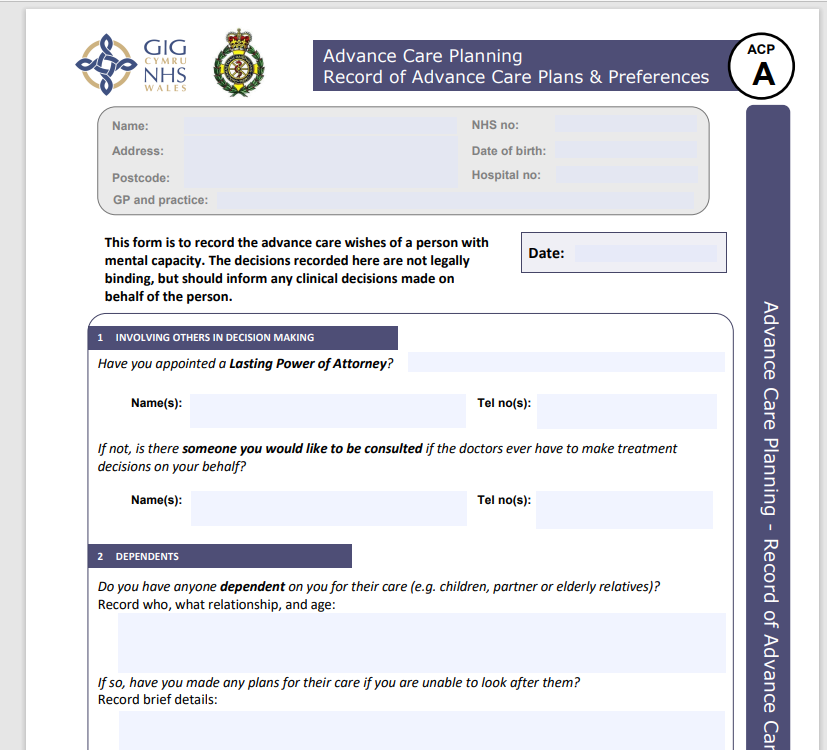 GIG
CYMRU
NHS
WALES
Advance Care Planning
Record of Advance Care Plans & Preferences
ACP
A
Name:
NHS no:
Address:
Date of birth:
Postcode:
Hospital no:
GP and practice:
This form is to record the advance care wishes of a person with
mental capacity. The decisions recorded here are not legally
binding, but should inform any clinical decisions made on
behalf of the person.
Date:
1 INVOLVING OTHERS IN DECISION MAKING
Have you appointed a Lasting Power of Attorney?
Name(s):
Tel no(s):
If not, is there someone you would like to be consulted if the doctors ever have to make treatment
decisions on your behalf?
Name(s):
Tel no(s):
2 DEPENDENTS
Do you have anyone dependent on you for their care (e.g. children, partner or elderly relatives)?
Record who, what relationship, and age:
If so, have you made any plans for their care if you are unable to look after them?
Record brief details:
Advance Care Planning - Record of Advance Car